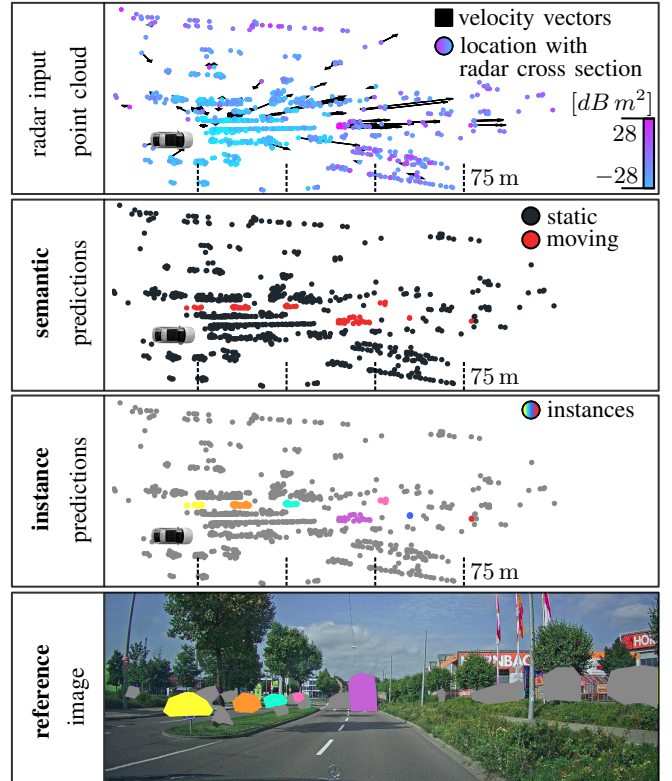 radar input
point cloud
velocity vectors
location with
radar cross section
[dB m²]
28
−28
75 m
semantic
predictions
static
moving
75 m
instance
predictions
instances
75 m
reference
image
HOR